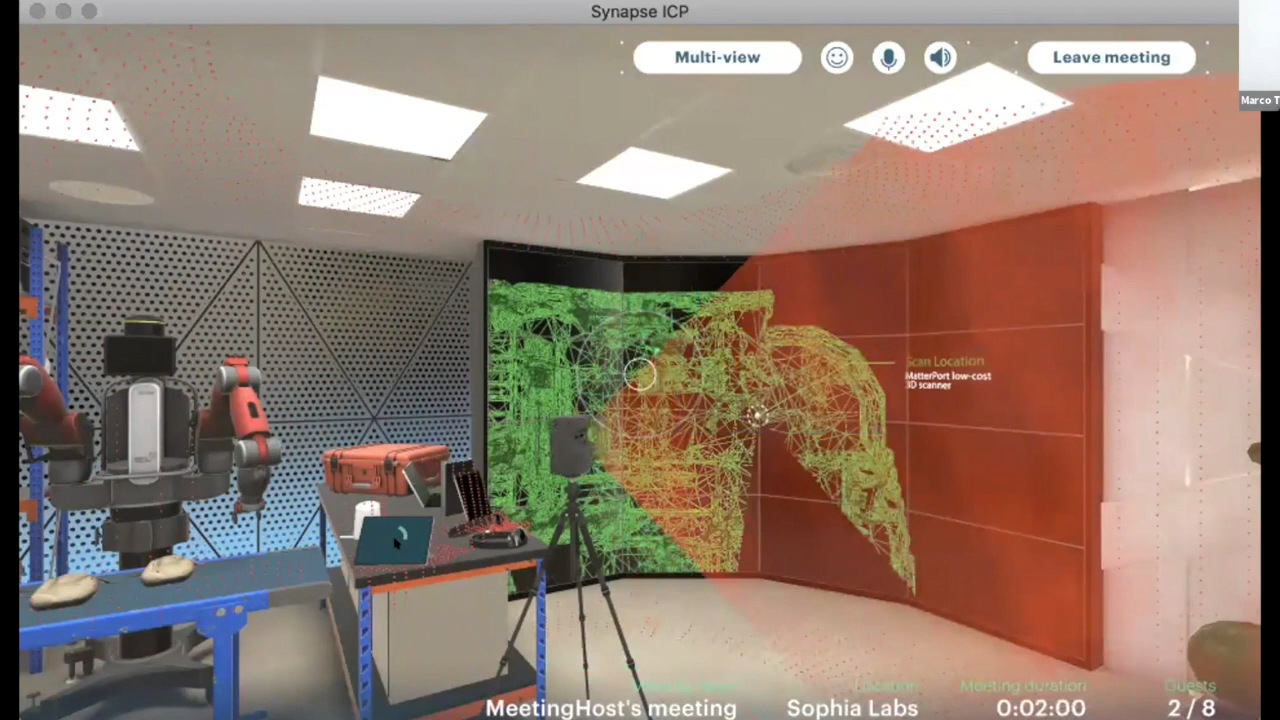 Synapse ICP
Multi-view
Leave meeting
Marco T
Scan Location
MatterPort low-cost
3D scanner
Location
Meeting duration
Guests
MeetingHost's meeting
Sophia Labs
0:02:00
2 / 8